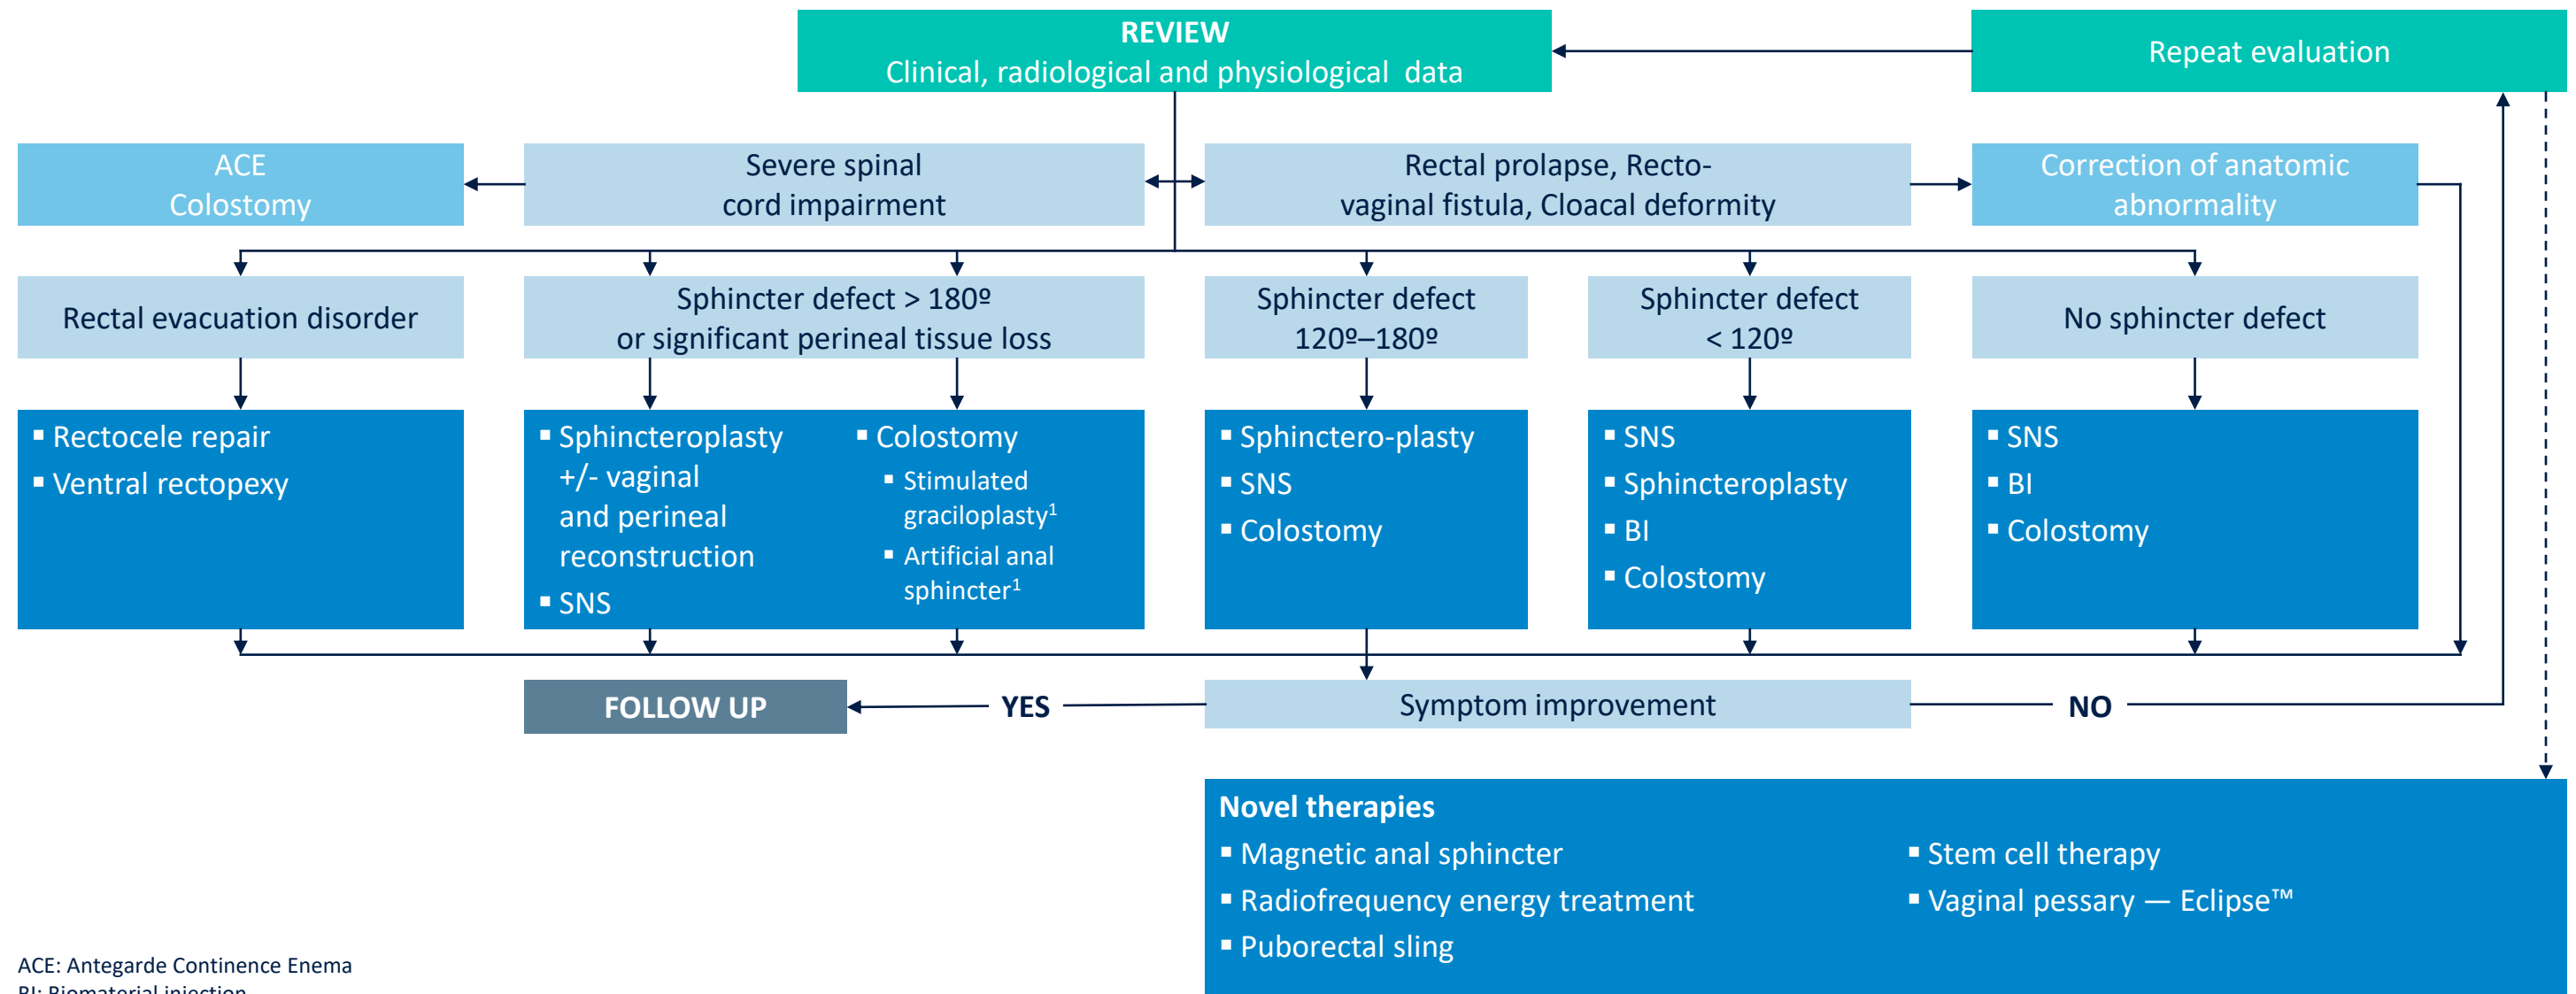 REVIEW
Clinical, radiological and physiological data
Repeat evaluation
ACE
Colostomy
Severe spinal
cord impairment
Rectal prolapse, Recto-
vaginal fistula, Cloacal deformity
Correction of anatomic
abnormality
Rectal evacuation disorder
Sphincter defect > 180º
or significant perineal tissue loss
Sphincter defect
120º–180º
Sphincter defect
< 120º
No sphincter defect
▪ Rectocele repair
▪ Ventral rectopexy
▪ Sphincteroplasty
+/- vaginal
and perineal
reconstruction
▪ SNS
▪ Colostomy
▪ Stimulated
graciloplasty¹
▪ Artificial anal
sphincter¹
▪ Sphinctero-plasty
▪ SNS
▪ Colostomy
▪ SNS
▪ Sphincteroplasty
▪ BI
▪ Colostomy
▪ SNS
▪ BI
▪ Colostomy
FOLLOW UP
YES
Symptom improvement
NO
Novel therapies
▪ Magnetic anal sphincter
▪ Radiofrequency energy treatment
▪ Puborectal sling
▪ Stem cell therapy
▪ Vaginal pessary — Eclipse™
ACE: Antegarde Continence Enema
BI: Biomaterial injection